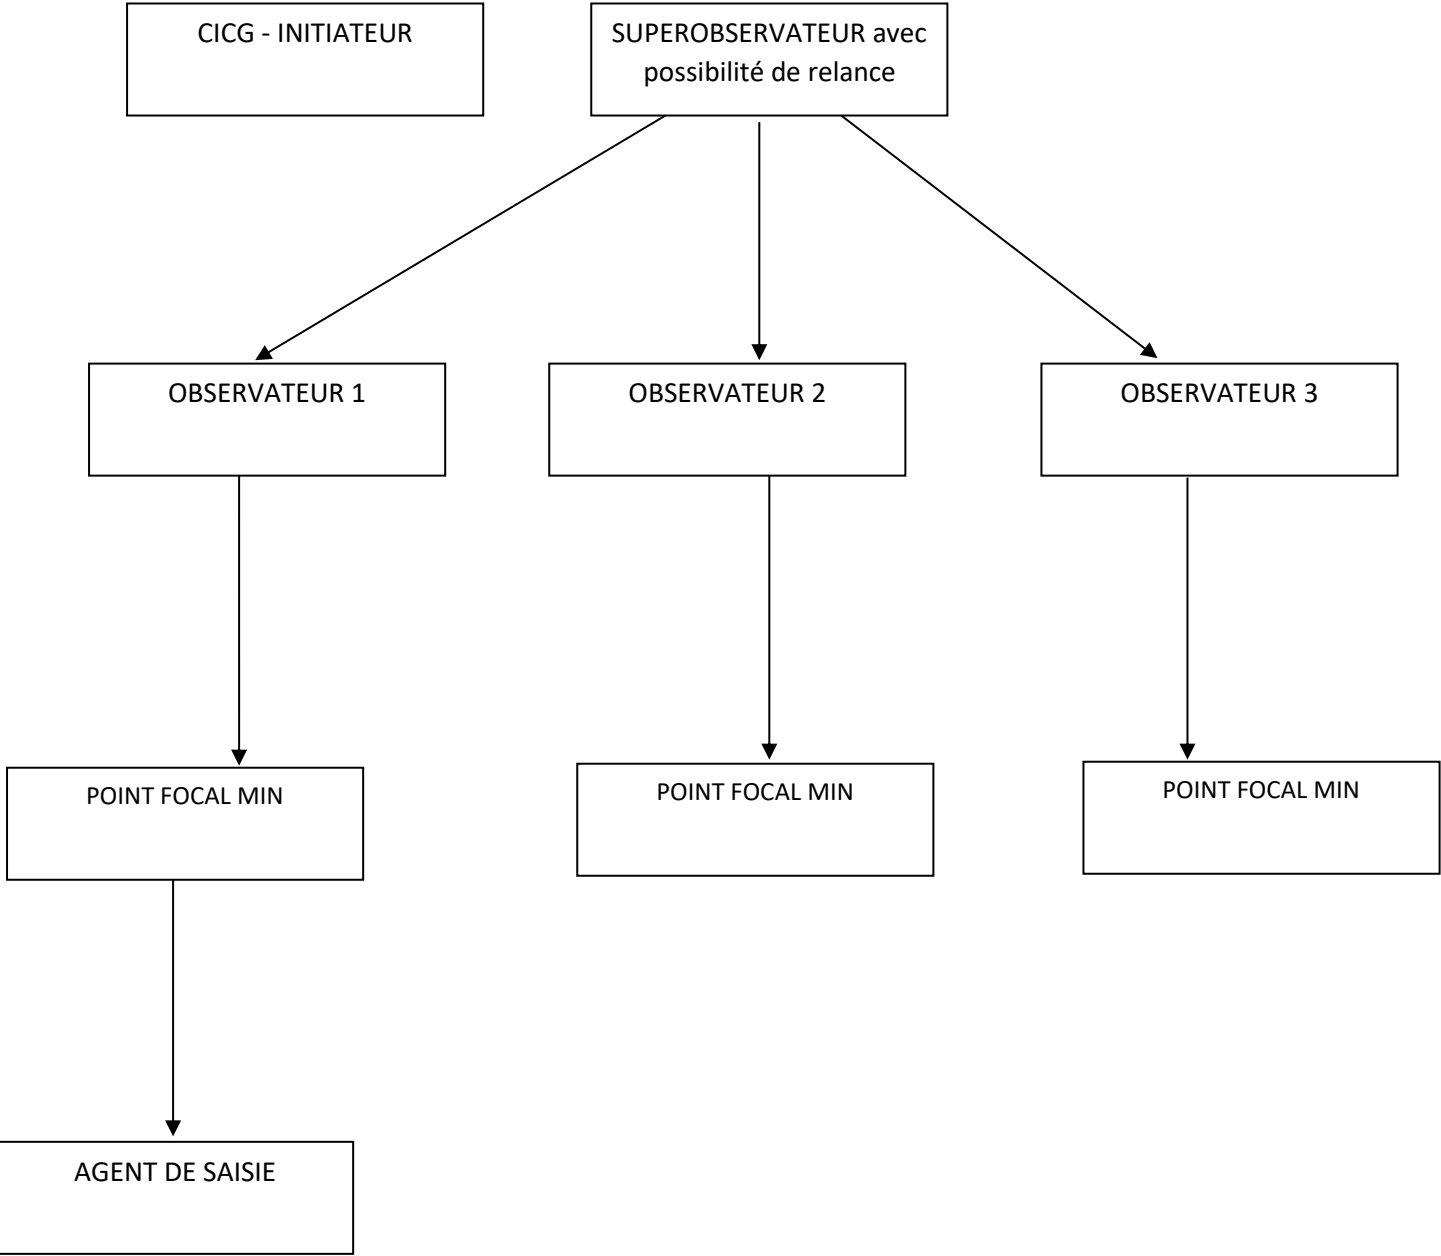 CICG - INITIATEUR
SUPEROBSERVATEUR avec
possibilité de relance
OBSERVATEUR 1
OBSERVATEUR 2
OBSERVATEUR 3
POINT FOCAL MIN
POINT FOCAL MIN
POINT FOCAL MIN
AGENT DE SAISIE